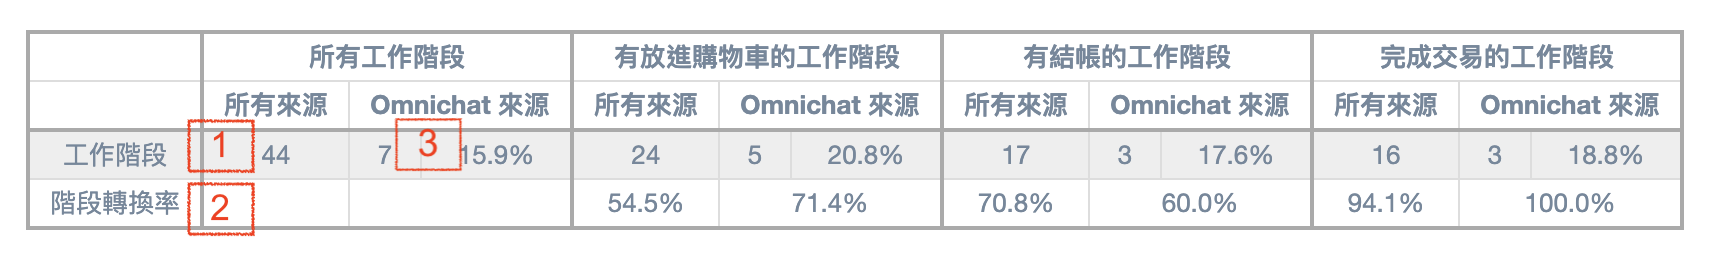 所有工作階段 有放進購物車的工作階段 有結帳的工作階段 完成交易的工作階段
所有來源 Omnichat 來源 所有來源 Omnichat 來源 所有來源 Omnichat 來源 所有來源 Omnichat 來源
工作階段 1 44 7 3 15.9% 24 5 20.8% 17 3 17.6% 16 3 18.8%
階段轉換率 2 54.5% 71.4% 70.8% 60.0% 94.1% 100.0%